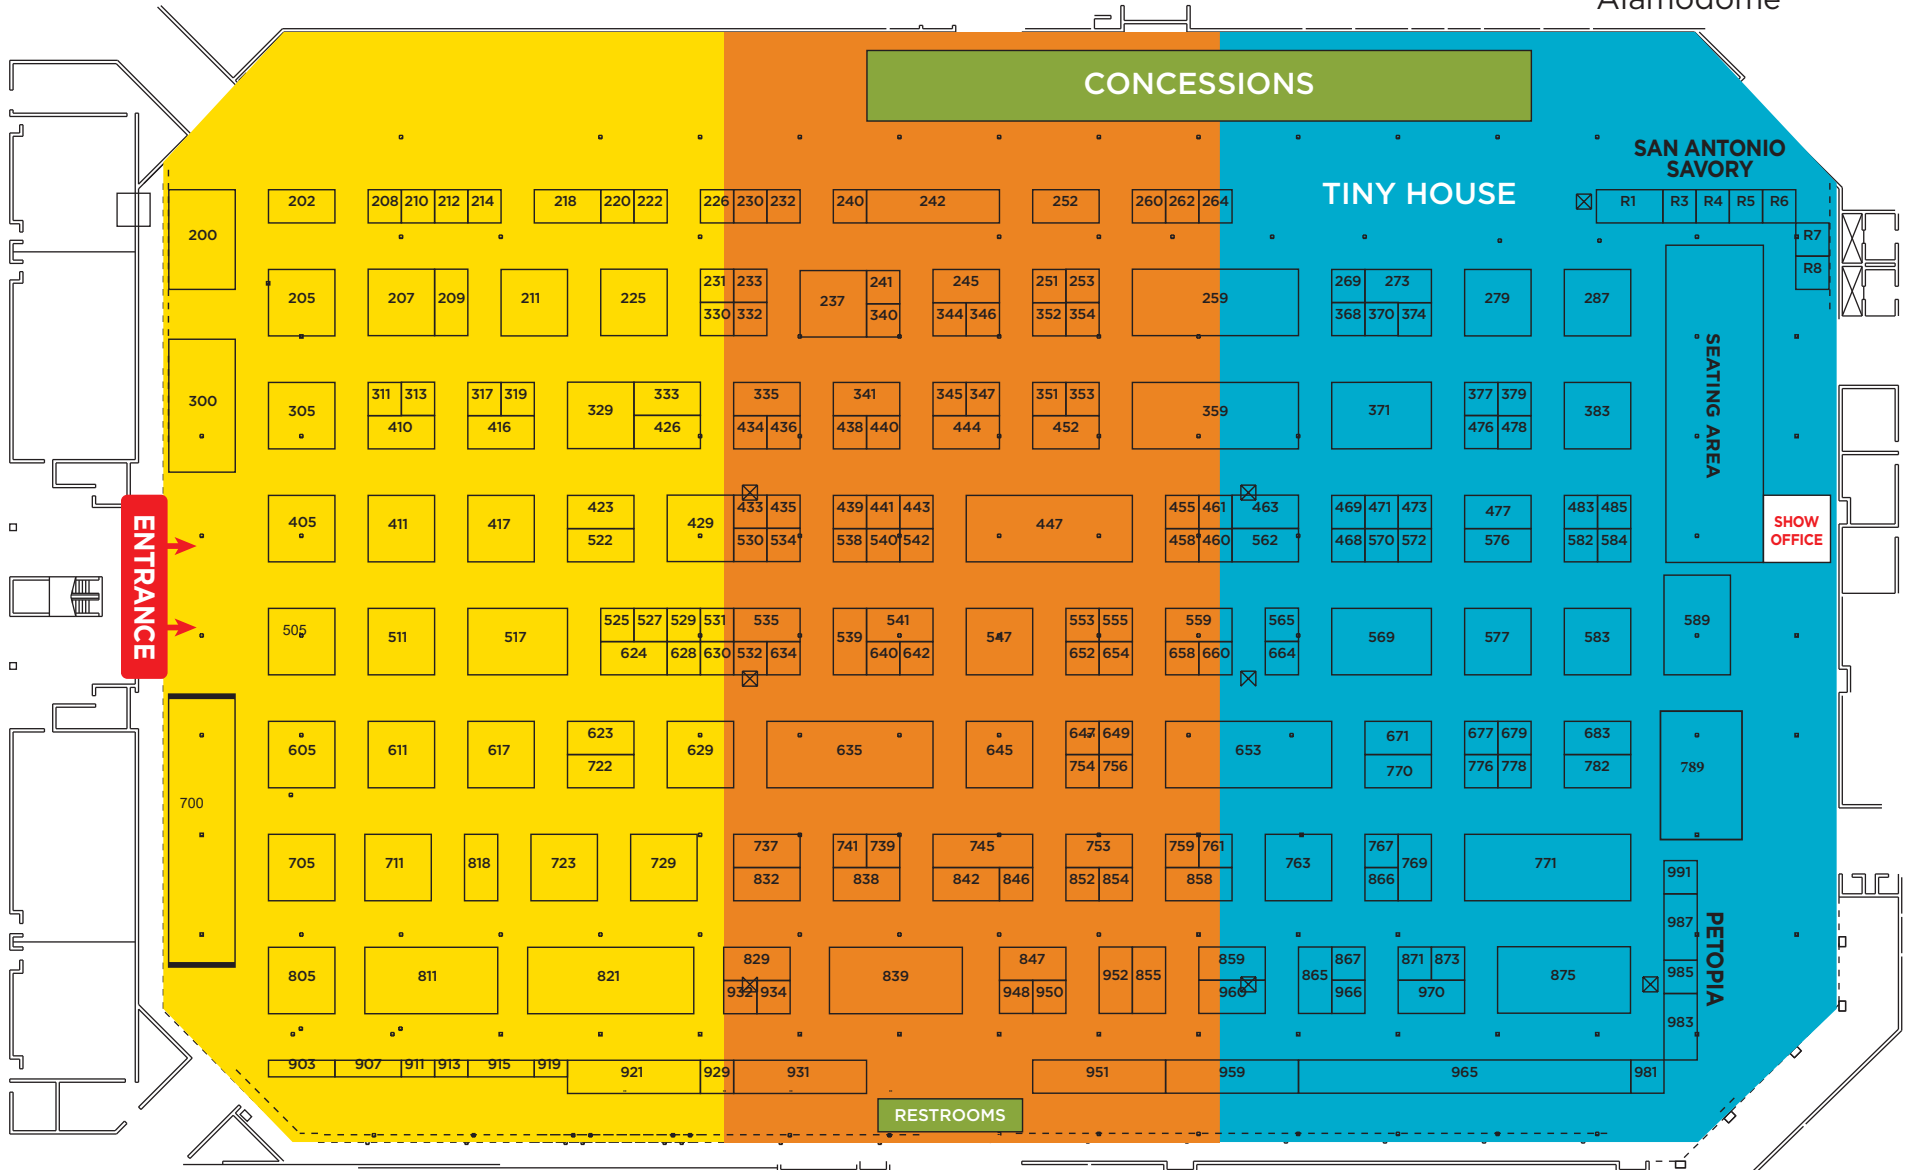 Alamodome
CONCESSIONS
SAN ANTONIO
SAVORY
TINY HOUSE
202 208 210 212 214 218 220 222 226 230 232 240 242 252 260 262 264 R1 R3 R4 R5 R6
200 R7
R8
231 233 241 245 251 253 269 273
205 207 209 211 225 237 259 279 287
330 332 340 344 346 352 354 368 370 374
SEATING AREA
311 313 317 319 333 335 341 345 347 351 353 377 379
300 305 329 359 371 383
410 416 426 434 436 438 440 444 452 476 478
ENTRANCE
423 433 435 439 441 443 455 461 463 469 471 473 477 483 485
405 411 417 429 447
522 530 534 538 540 542 458 460 562 468 570 572 576 582 584
SHOW
OFFICE
525 527 529 531 535 541 553 555 559 565 589
505 511 517 539 547 569 577 583
624 628 630 532 634 640 642 652 654 658 660 664
623 647 649 671 677 679 683
605 611 617 629 635 645 653
722 754 756 770 776 778 782 789
700
737 741 739 745 753 759 761 767
705 711 818 723 729 763 769 771
832 838 842 846 852 854 858 866 991
PETOPIA
987
829 847 859 867 871 873
805 811 821 839 952 855 865 875 985
932 934 948 950 960 966 970
983
903 907 911 913 915 919 921 929 931 951 959 965 981
RESTROOMS